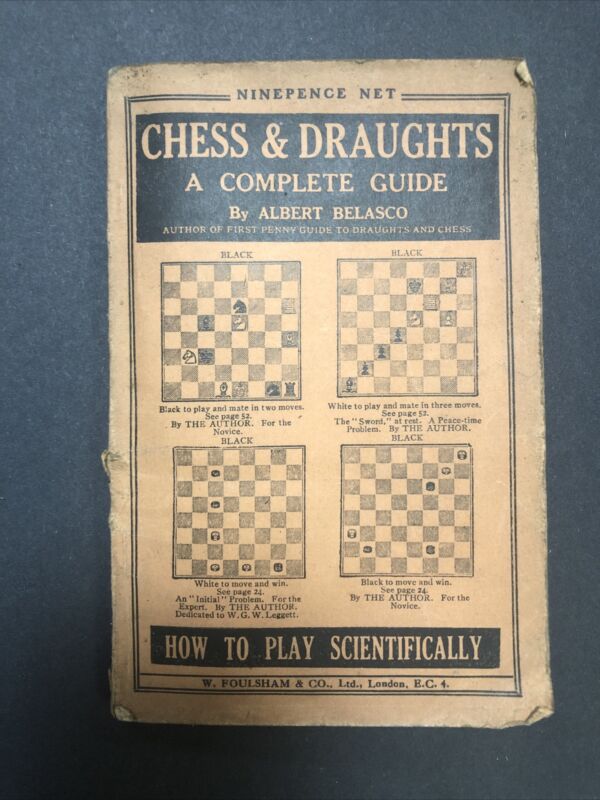 NINEPENCE NET
CHESS & DRAUGHTS
A COMPLETE GUIDE
By ALBERT BELASCO
AUTHOR OF FIRST PENNY GUIDE TO DRAUGHTS AND CHESS
BLACK
Black to play and mate in two moves.
See page 52.
By THE AUTHOR. For the
Novice.
BLACK
White to play and mate in three moves.
See page 52.
The "Sword," at rest. A Peace-time
Problem. By THE AUTHOR.
BLACK
White to move and win.
See page 24.
An "Initial" Problem. For the
Expert. By THE AUTHOR.
Dedicated to W. G. W. Leggett.
BLACK
Black to move and win.
See page 24.
By THE AUTHOR. For the
Novice.
HOW TO PLAY SCIENTIFICALLY
W. FOULSHAM & CO., Ltd., London, E.C. 4.